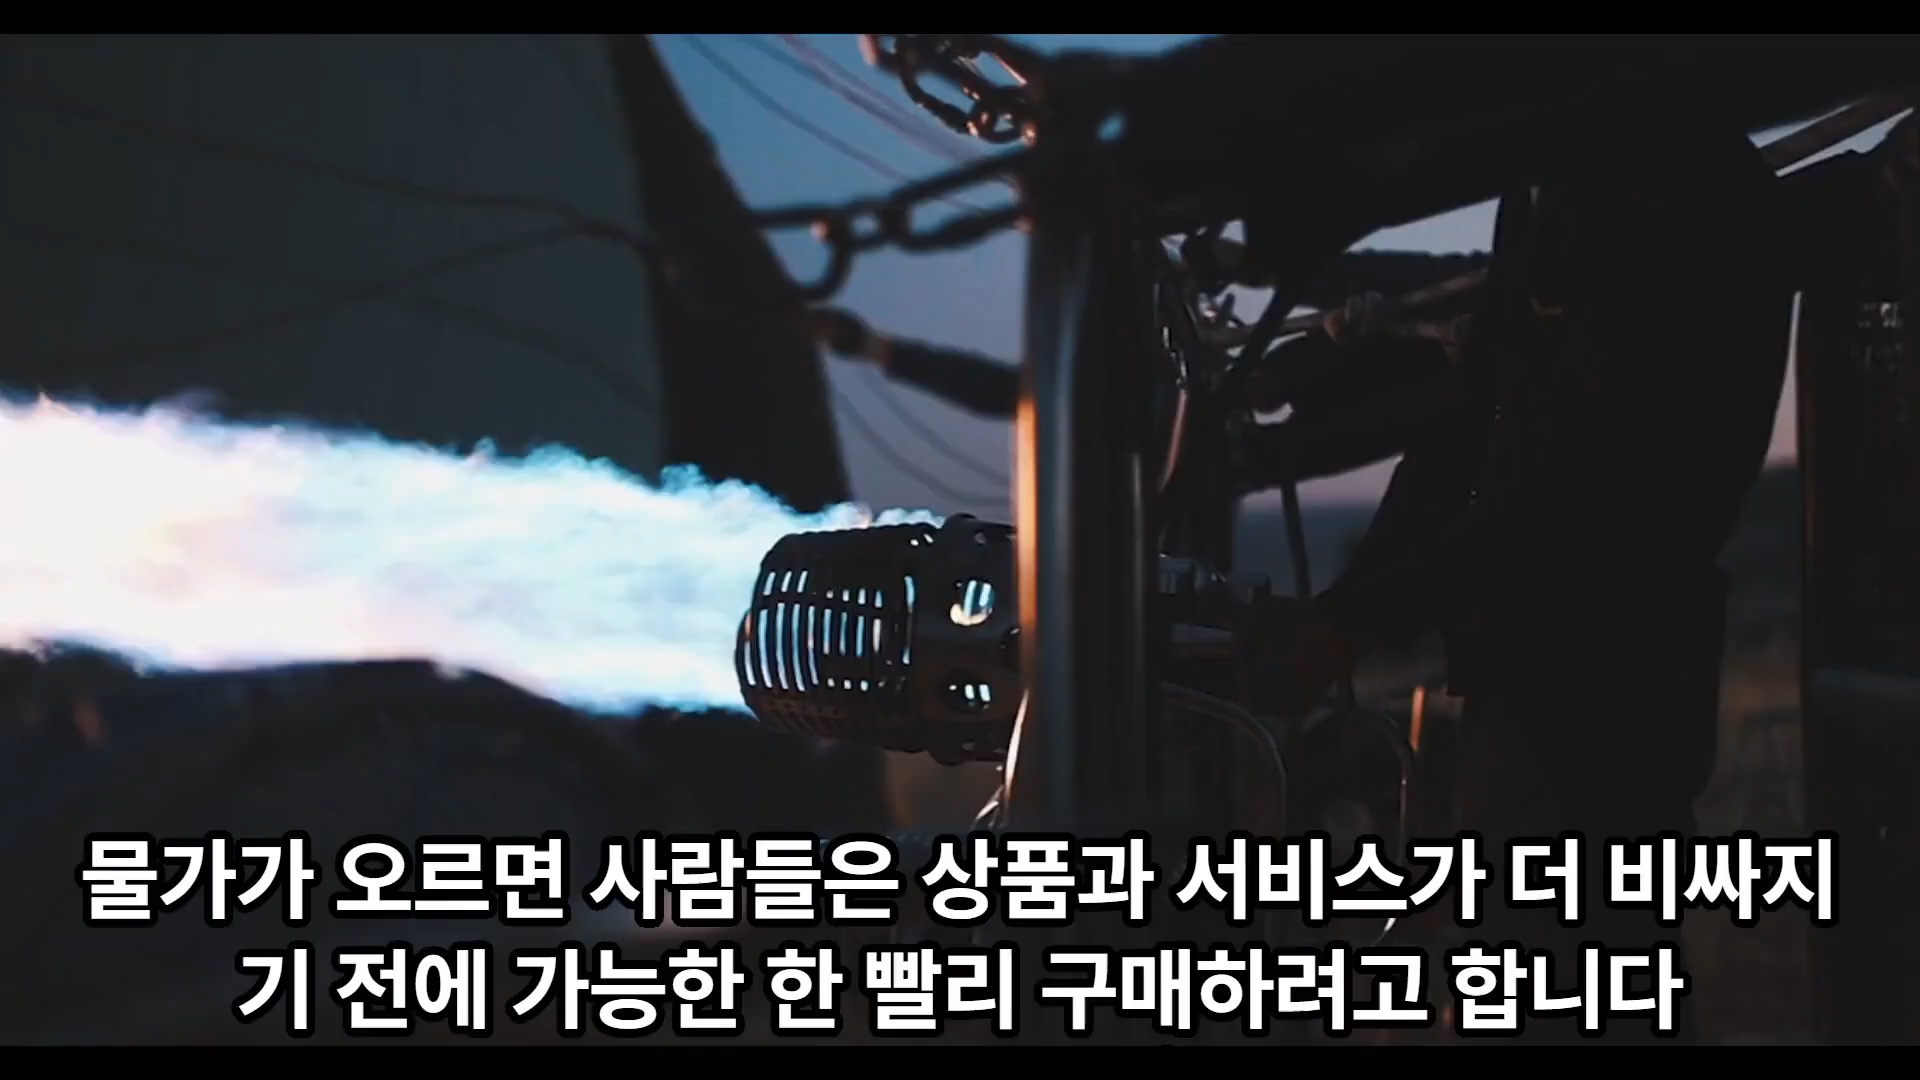 물가가 오르면 사람들은 상품과 서비스가 더 비싸지
기 전에 가능한 한 빨리 구매하려고 합니다